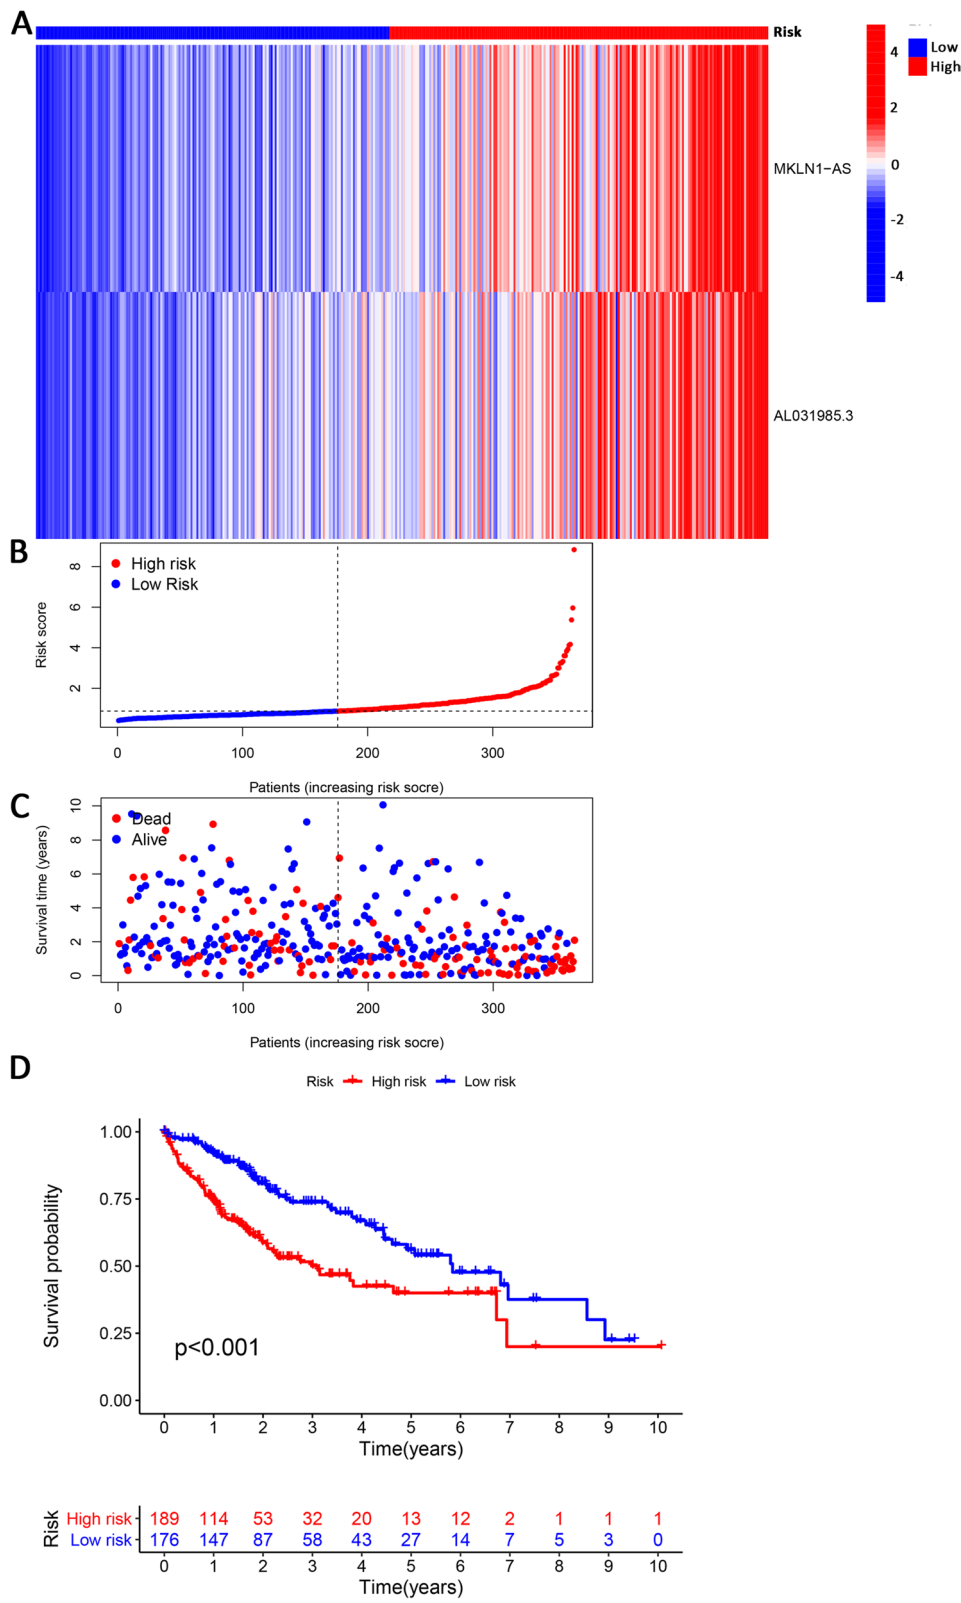 A
Risk
Low
High
4
2
0
-2
-4
MKLN1−AS
AL031985.3
B
High risk
Low Risk
Risk score
8
6
4
2
0 100 200 300
Patients (increasing risk socre)
C
Dead
Alive
Survival time (years)
10
8
6
4
2
0
0 100 200 300
Patients (increasing risk socre)
D
Risk High risk Low risk
Survival probability
1.00
0.75
0.50
0.25
0.00
p<0.001
0 1 2 3 4 5 6 7 8 9 10
Time(years)
Risk
High risk 189 114 53 32 20 13 12 2 1 1 1
Low risk 176 147 87 58 43 27 14 7 5 3 0
0 1 2 3 4 5 6 7 8 9 10
Time(years)